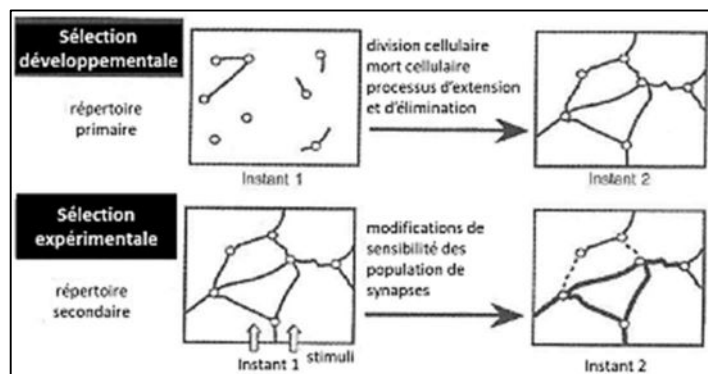 Sélection
développementale
répertoire
primaire
Instant 1
division cellulaire
mort cellulaire
processus d'extension
et d'élimination
Instant 2
Sélection
expérimentale
répertoire
secondaire
Instant 1
stimuli
modifications de
sensibilité des
population de
synapses
Instant 2